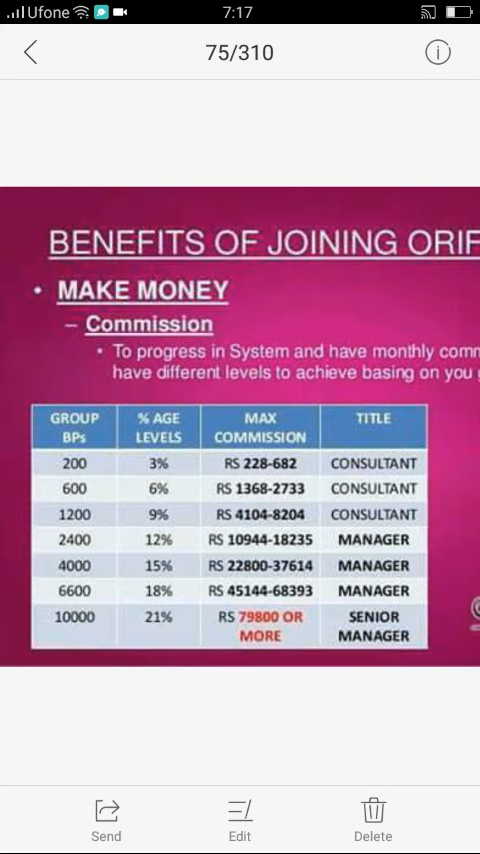 Ufone 7:17
75/310
BENEFITS OF JOINING ORIF
• MAKE MONEY
– Commission
• To progress in System and have monthly comm
have different levels to achieve basing on you g
GROUP BPs % AGE LEVELS MAX COMMISSION TITLE
200 3% RS 228-682 CONSULTANT
600 6% RS 1368-2733 CONSULTANT
1200 9% RS 4104-8204 CONSULTANT
2400 12% RS 10944-18235 MANAGER
4000 15% RS 22800-37614 MANAGER
6600 18% RS 45144-68393 MANAGER
10000 21% RS 79800 OR MORE SENIOR MANAGER
Send Edit Delete